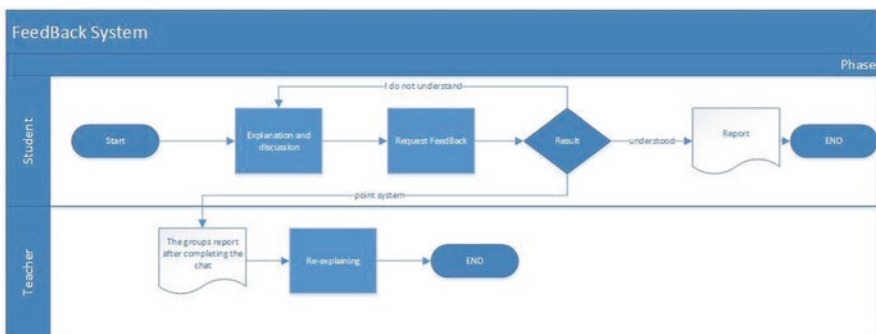 FeedBack System
Phase
Student
I do not understand
Start
Explanation and
discussion
Request FeedBack
Result
understood
Report
END
point system
Teacher
The groups report
after completing the
chat
Re-explaining
END